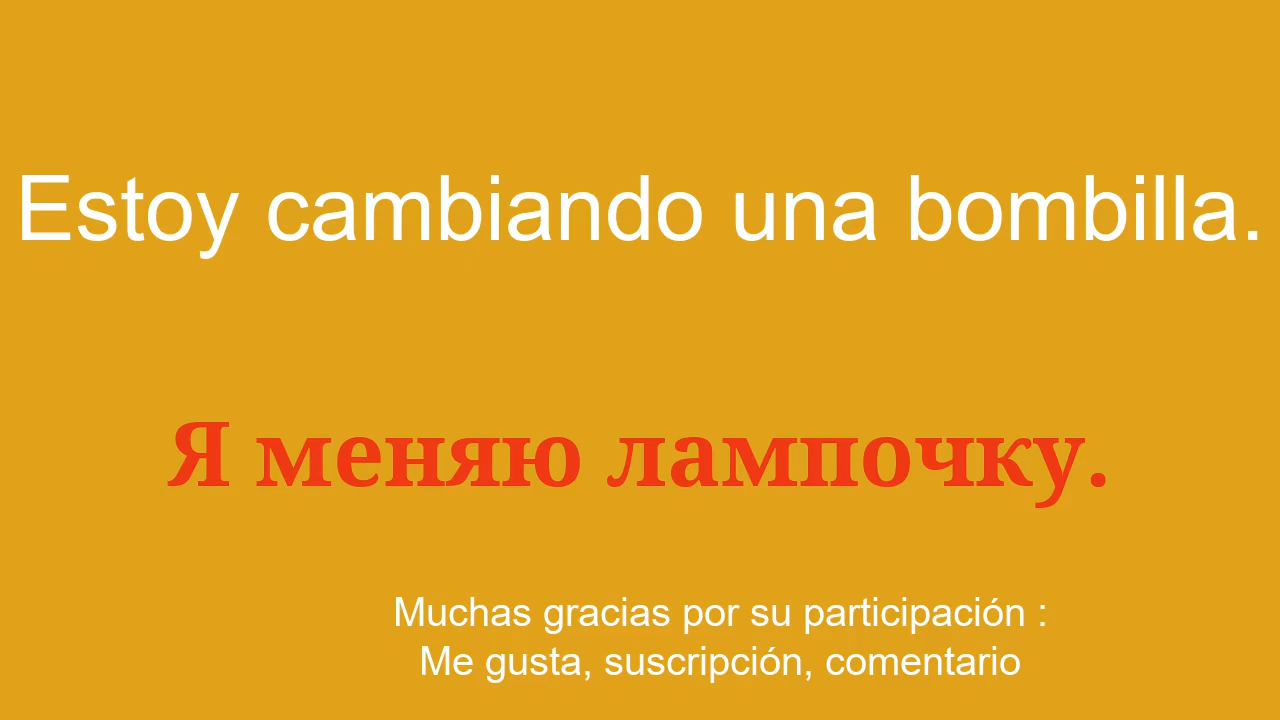 Estoy cambiando una bombilla.
Я меняю лампочку.
Muchas gracias por su participación :
Me gusta, suscripción, comentario